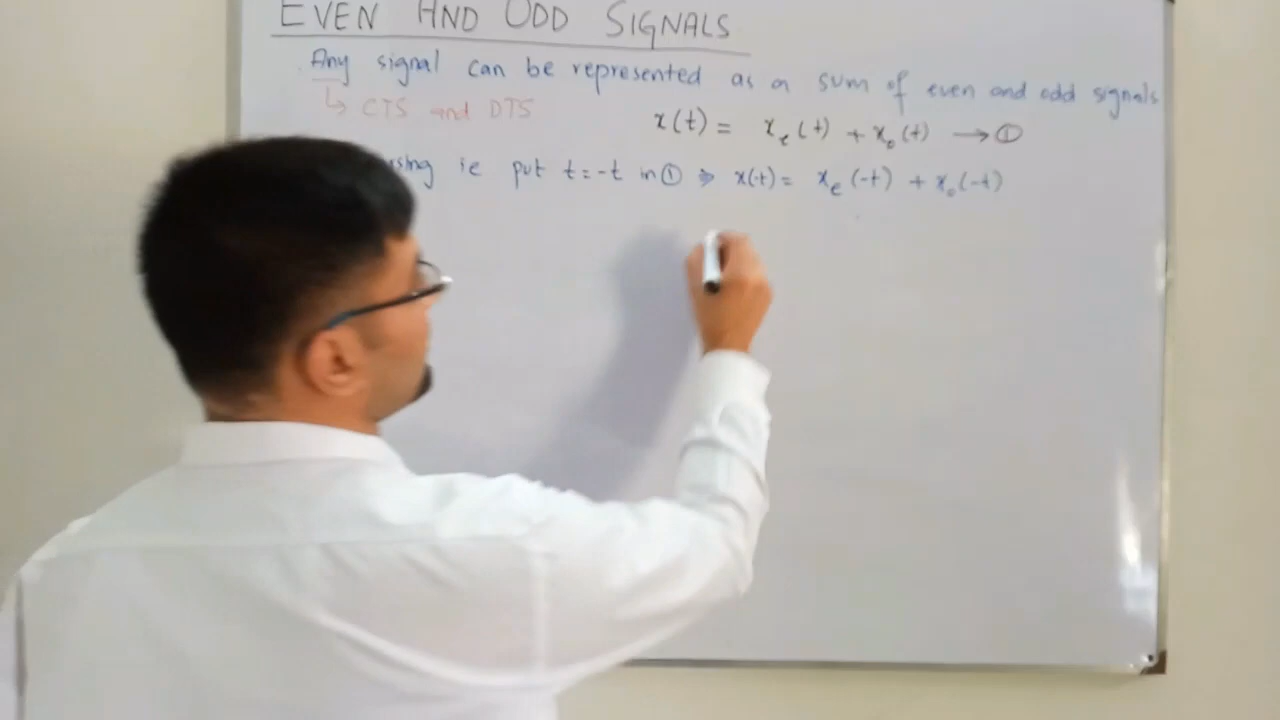 EVEN AND ODD SIGNALS
Any signal can be represented as a sum of even and odd signals
↳ CTS and DTS
x(t) = xₑ(t) + xₒ(t) → ①
ie put t=-t in ① ⇒ x(-t) = xₑ(-t) + xₒ(-t)